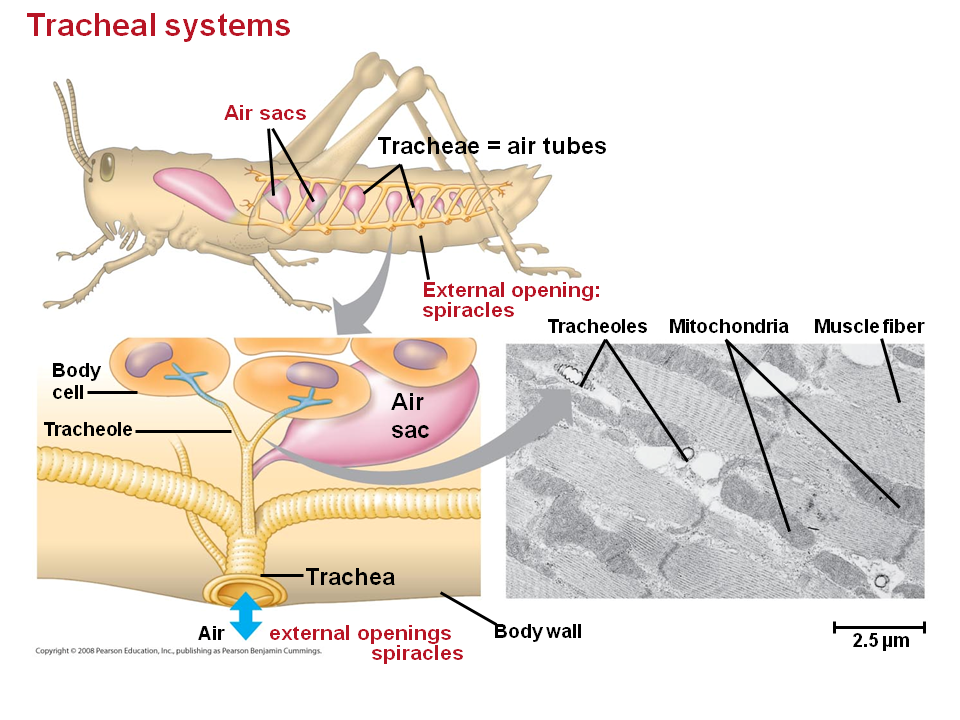 Tracheal systems
Air sacs
Tracheae = air tubes
External opening:
spiracles
Tracheoles
Mitochondria
Muscle fiber
Body
cell
Tracheole
Air
sac
Trachea
Air
external openings
spiracles
Body wall
2.5 µm
Copyright © 2008 Pearson Education, Inc., publishing as Pearson Benjamin Cummings.